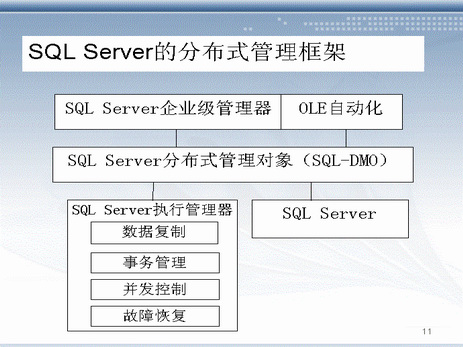 SQL Server的分布式管理框架
SQL Server企业级管理器 OLE自动化
SQL Server分布式管理对象（SQL-DMO）
SQL Server执行管理器
数据复制
事务管理
并发控制
故障恢复
SQL Server
11